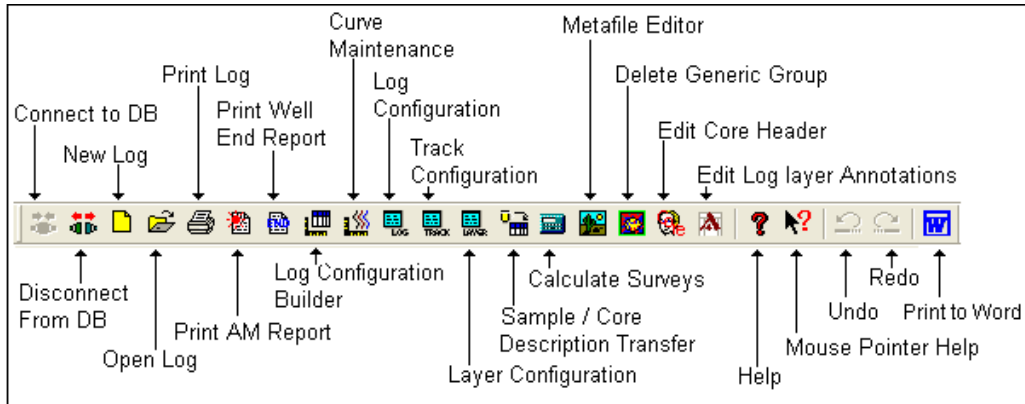 Curve
Maintenance
Metafile Editor
Print Log
Log
Configuration
Delete Generic Group
Connect to DB
Print Well
End Report
Edit Core Header
New Log
Track
Configuration
Edit Log layer Annotations
LOG
TRACK
LAYER
e
A
?
?
W
Disconnect
From DB
Log Configuration
Builder
Calculate Surveys
Redo
Open Log
Print AM Report
Sample / Core
Description Transfer
Undo
Print to Word
Layer Configuration
Help
Mouse Pointer Help